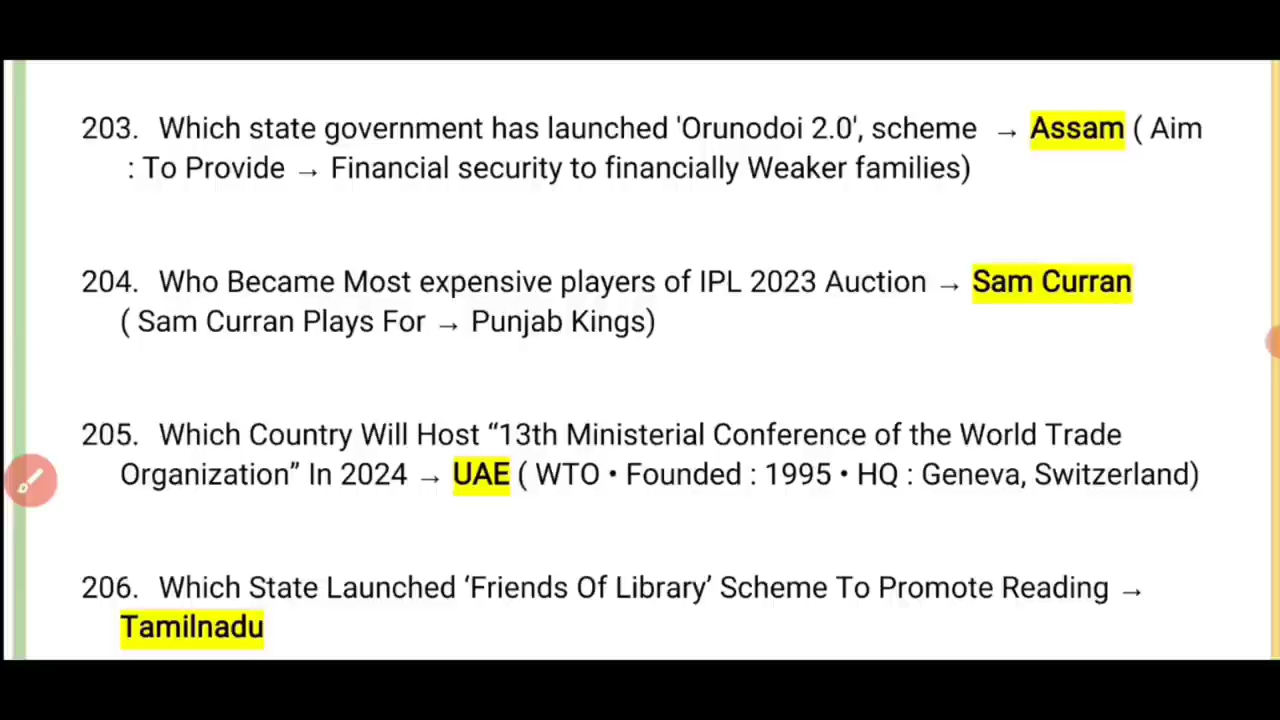 203. Which state government has launched 'Orunodoi 2.0', scheme → Assam ( Aim
: To Provide → Financial security to financially Weaker families)
204. Who Became Most expensive players of IPL 2023 Auction → Sam Curran
( Sam Curran Plays For → Punjab Kings)
205. Which Country Will Host “13th Ministerial Conference of the World Trade
Organization” In 2024 → UAE ( WTO • Founded : 1995 • HQ : Geneva, Switzerland)
206. Which State Launched ‘Friends Of Library’ Scheme To Promote Reading →
Tamilnadu